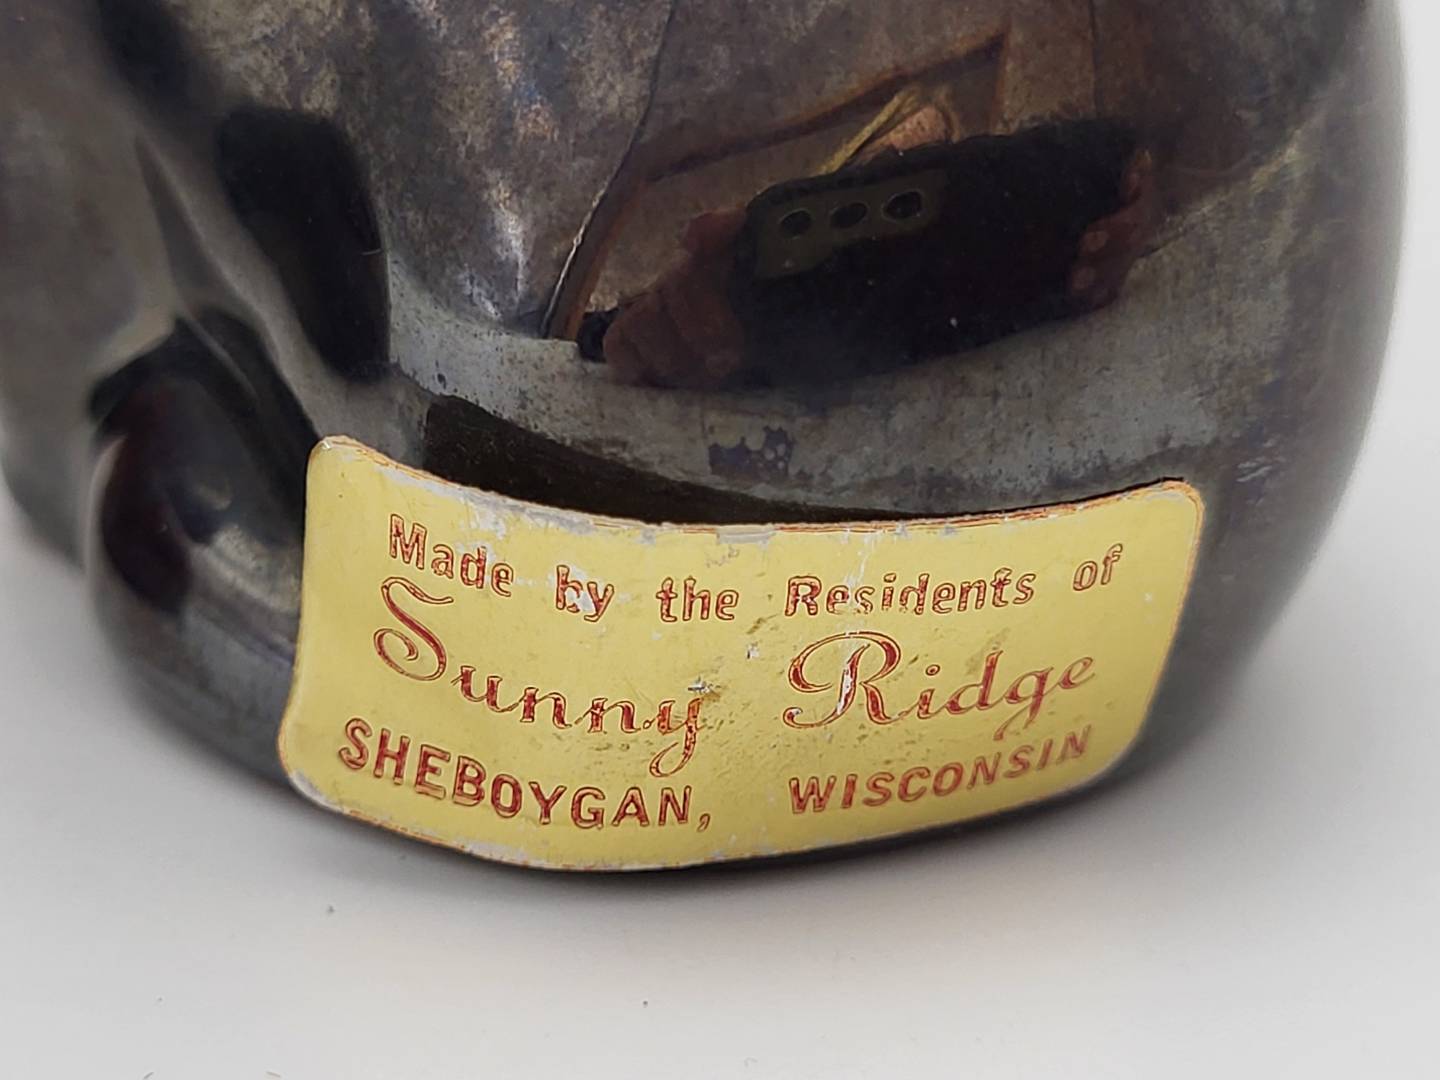 Made by the Residents of
Sunny Ridge
SHEBOYGAN, WISCONSIN